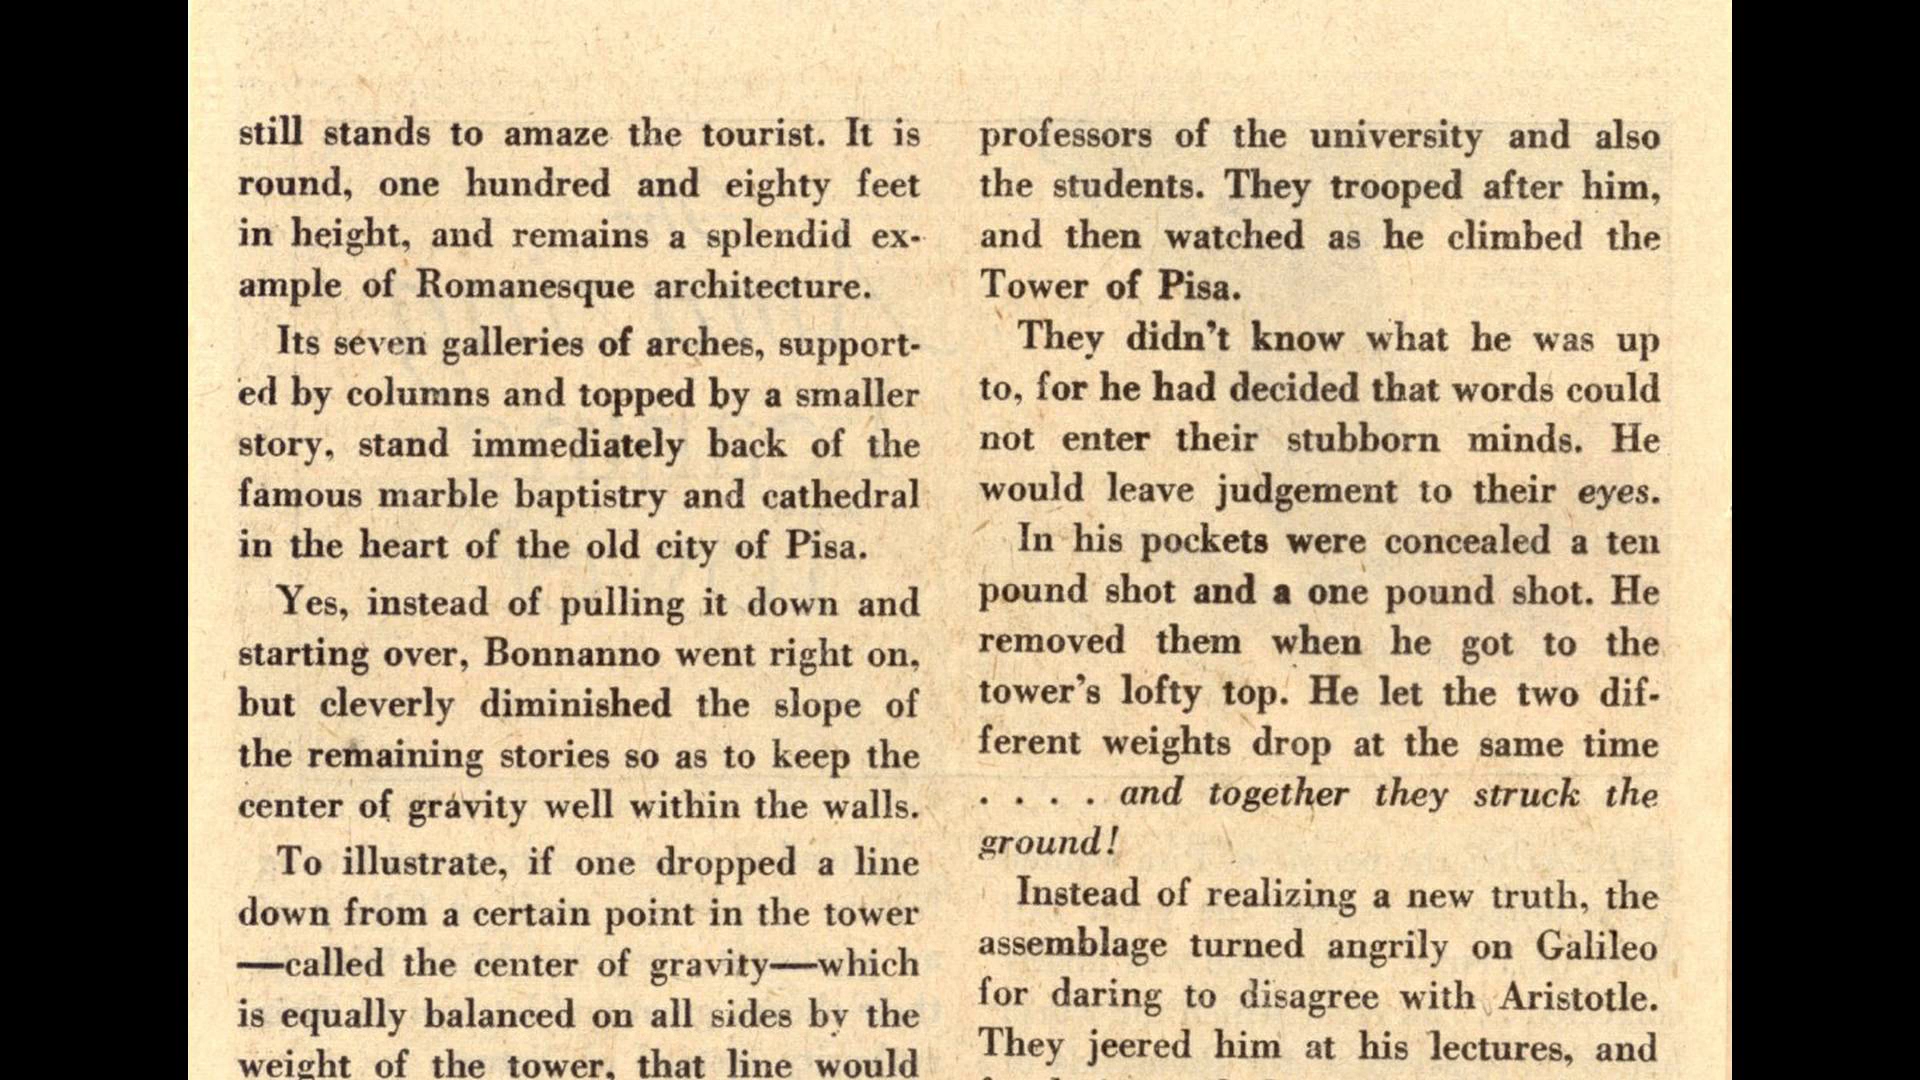 still stands to amaze the tourist. It is
round, one hundred and eighty feet
in height, and remains a splendid ex-
ample of Romanesque architecture.
Its seven galleries of arches, support-
ed by columns and topped by a smaller
story, stand immediately back of the
famous marble baptistry and cathedral
in the heart of the old city of Pisa.
Yes, instead of pulling it down and
starting over, Bonnanno went right on,
but cleverly diminished the slope of
the remaining stories so as to keep the
center of gravity well within the walls.
To illustrate, if one dropped a line
down from a certain point in the tower
—called the center of gravity—which
is equally balanced on all sides by the
weight of the tower, that line would
professors of the university and also
the students. They trooped after him,
and then watched as he climbed the
Tower of Pisa.
They didn't know what he was up
to, for he had decided that words could
not enter their stubborn minds. He
would leave judgement to their eyes.
In his pockets were concealed a ten
pound shot and a one pound shot. He
removed them when he got to the
tower's lofty top. He let the two dif-
ferent weights drop at the same time
. . . . and together they struck the
ground!
Instead of realizing a new truth, the
assemblage turned angrily on Galileo
for daring to disagree with Aristotle.
They jeered him at his lectures, and